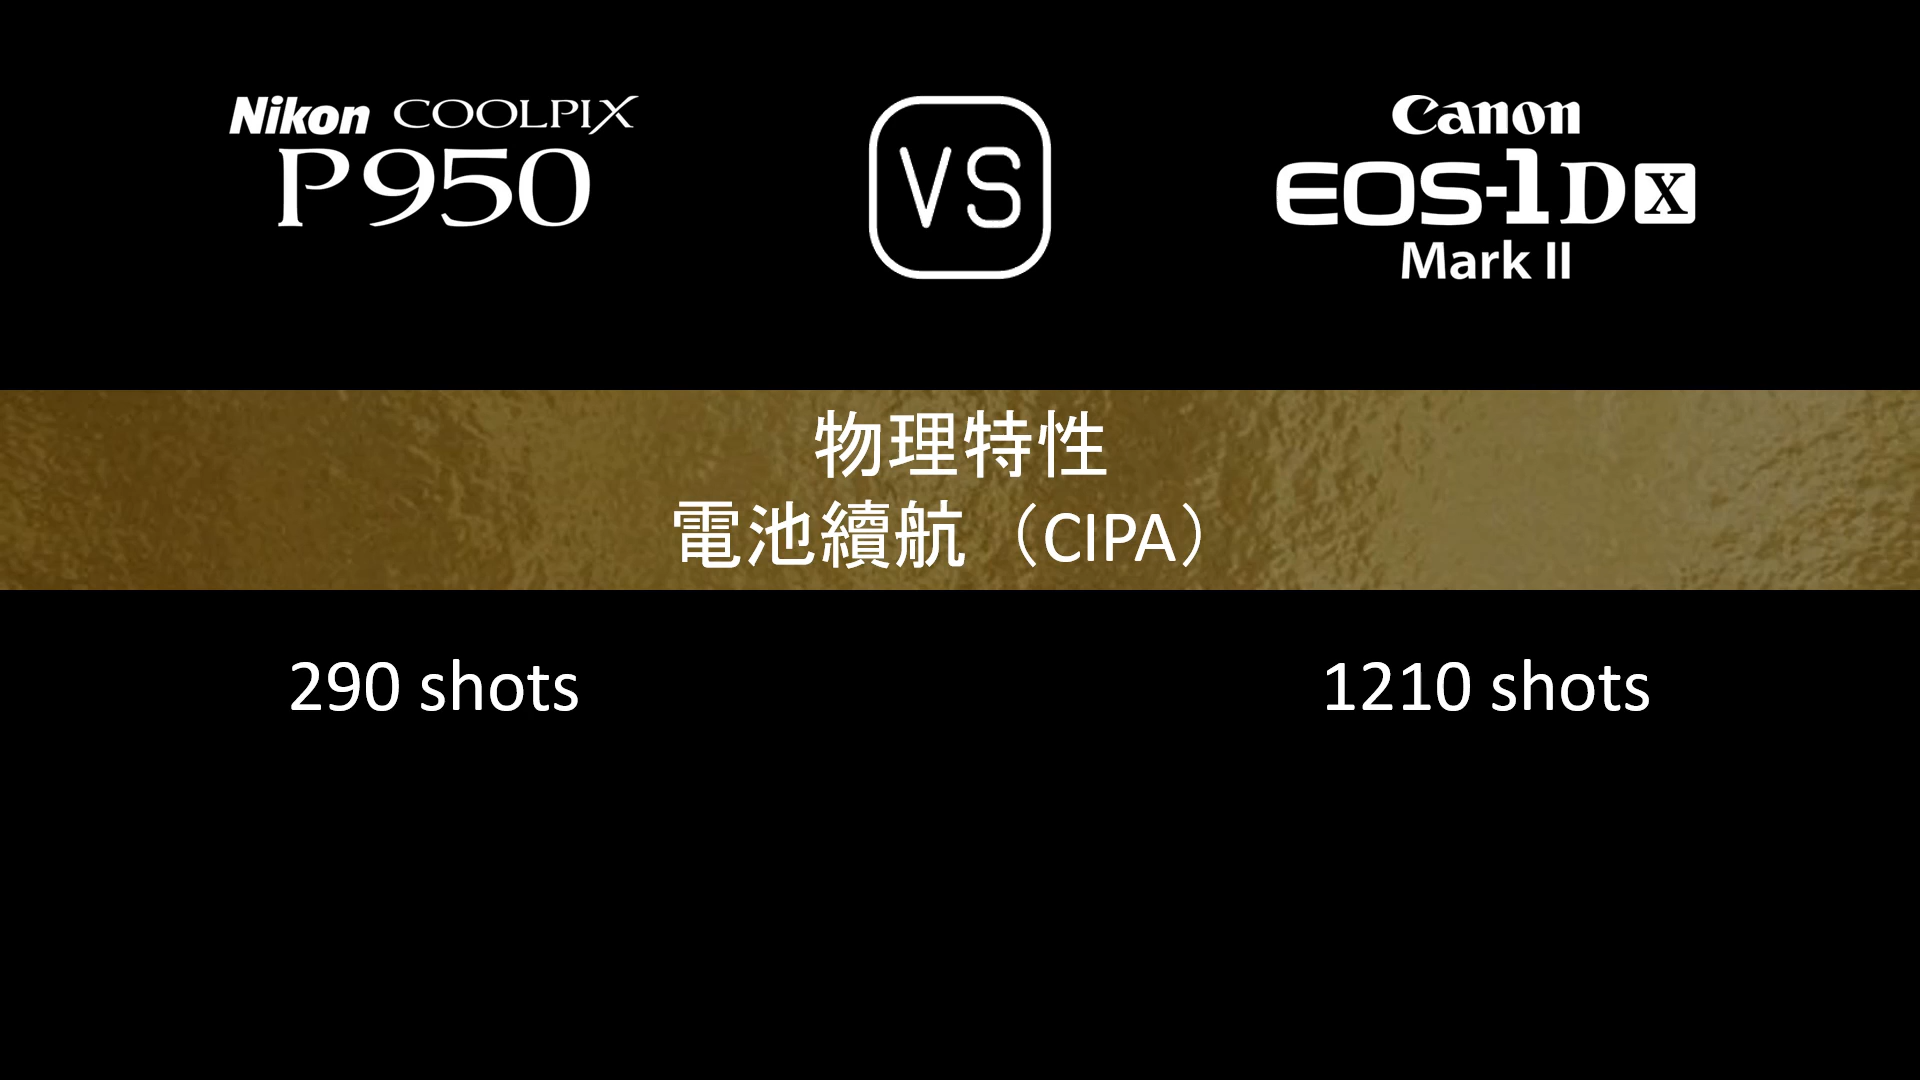 Nikon COOLPIX
P950
VS
Canon
EOS-1DX
Mark II
物理特性
電池續航（CIPA）
290 shots
1210 shots